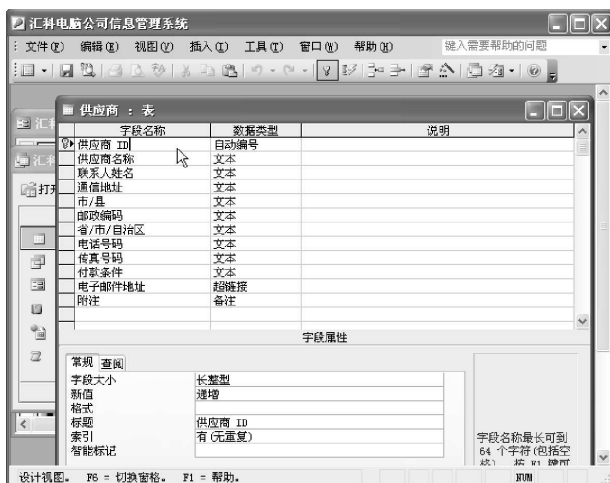 汇科电脑公司信息管理系统
文件(F) 编辑(E) 视图(V) 插入(I) 工具(T) 窗口(W) 帮助(H) 键入需要帮助的问题
供应商 : 表
字段名称 数据类型 说明
供应商 ID 自动编号
供应商名称 文本
联系人姓名 文本
通信地址 文本
市/县 文本
邮政编码 文本
省/市/自治区 文本
电话号码 文本
传真号码 文本
付款条件 文本
电子邮件地址 超链接
附注 备注
字段属性
常规 查阅
字段大小 长整型
新值 递增
格式
标题 供应商 ID
索引 有(无重复)
智能标记
字段名称最长可到
64 个字符(包括空
格)。按 F1 键可
设计视图。 F6 = 切换窗格。 F1 = 帮助。 NUM